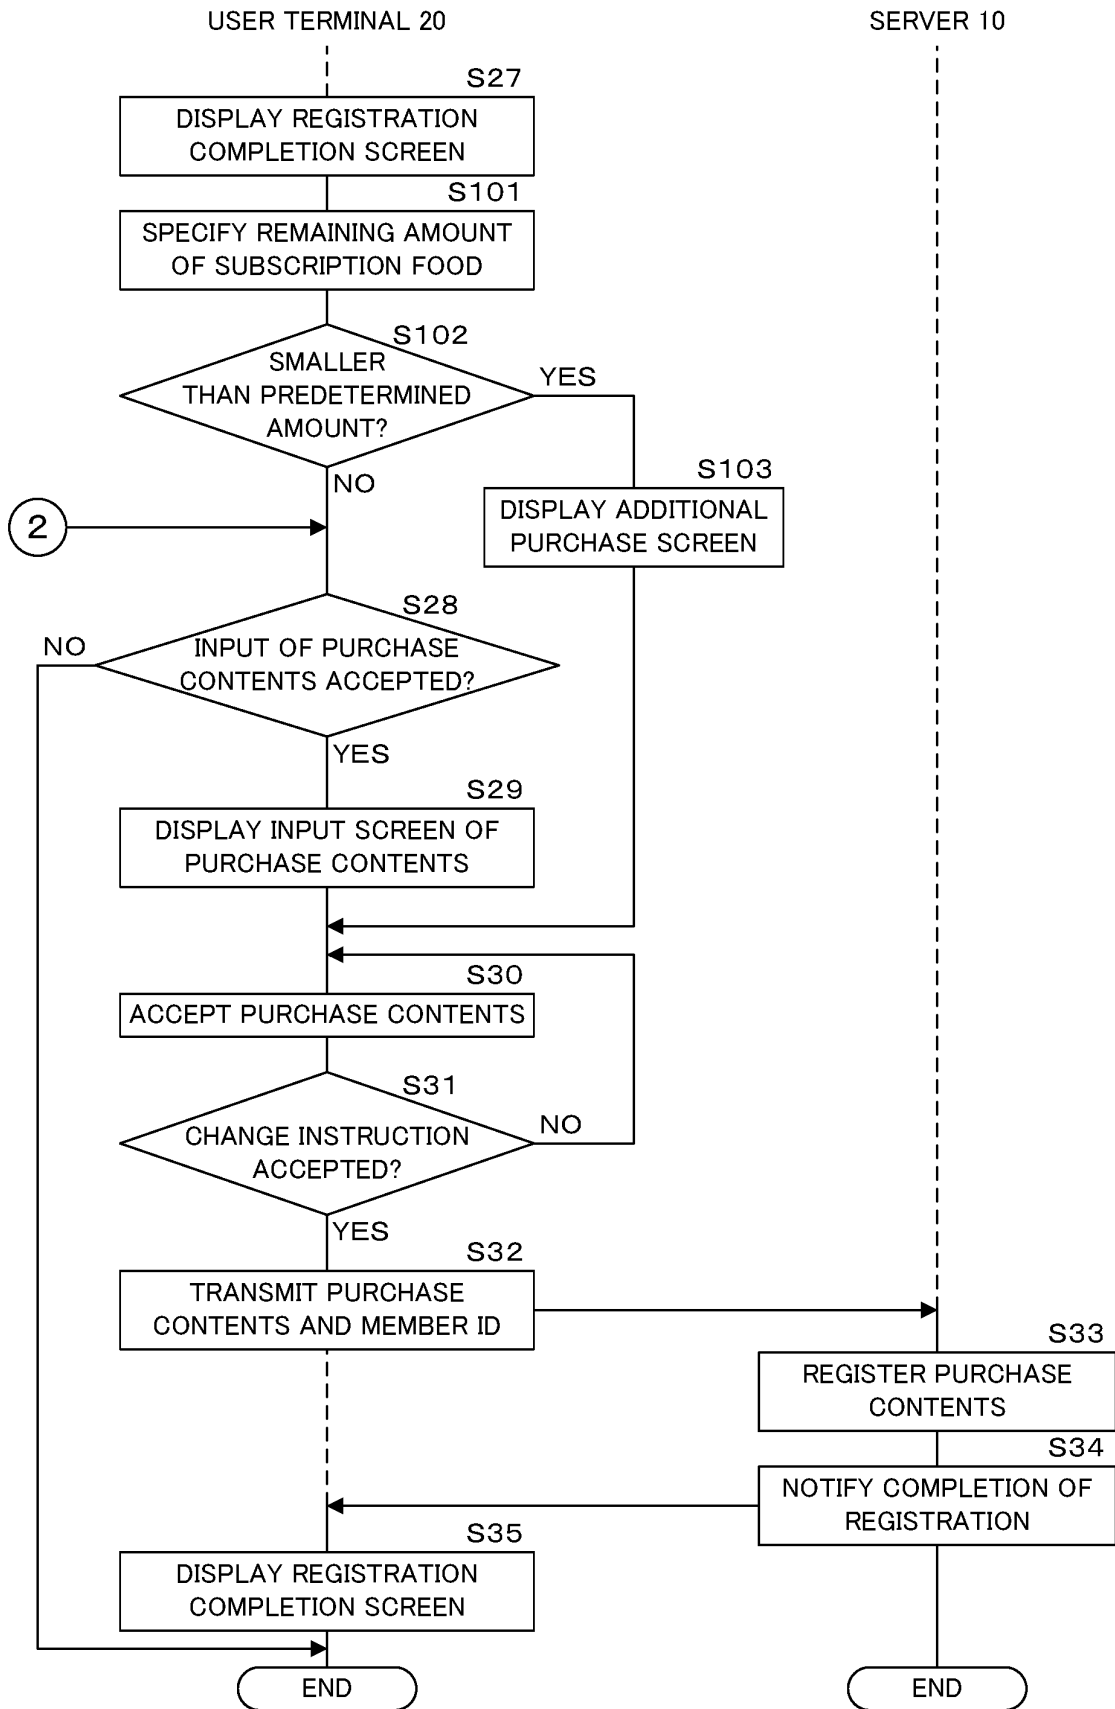 USER TERMINAL 20
SERVER 10
S27
DISPLAY REGISTRATION
COMPLETION SCREEN
S101
SPECIFY REMAINING AMOUNT
OF SUBSCRIPTION FOOD
S102
SMALLER
THAN PREDETERMINED
AMOUNT?
YES
NO
S103
DISPLAY ADDITIONAL
PURCHASE SCREEN
2
S28
INPUT OF PURCHASE
CONTENTS ACCEPTED?
NO
YES
S29
DISPLAY INPUT SCREEN OF
PURCHASE CONTENTS
S30
ACCEPT PURCHASE CONTENTS
S31
CHANGE INSTRUCTION
ACCEPTED?
NO
YES
S32
TRANSMIT PURCHASE
CONTENTS AND MEMBER ID
S33
REGISTER PURCHASE
CONTENTS
S34
NOTIFY COMPLETION OF
REGISTRATION
S35
DISPLAY REGISTRATION
COMPLETION SCREEN
END
END